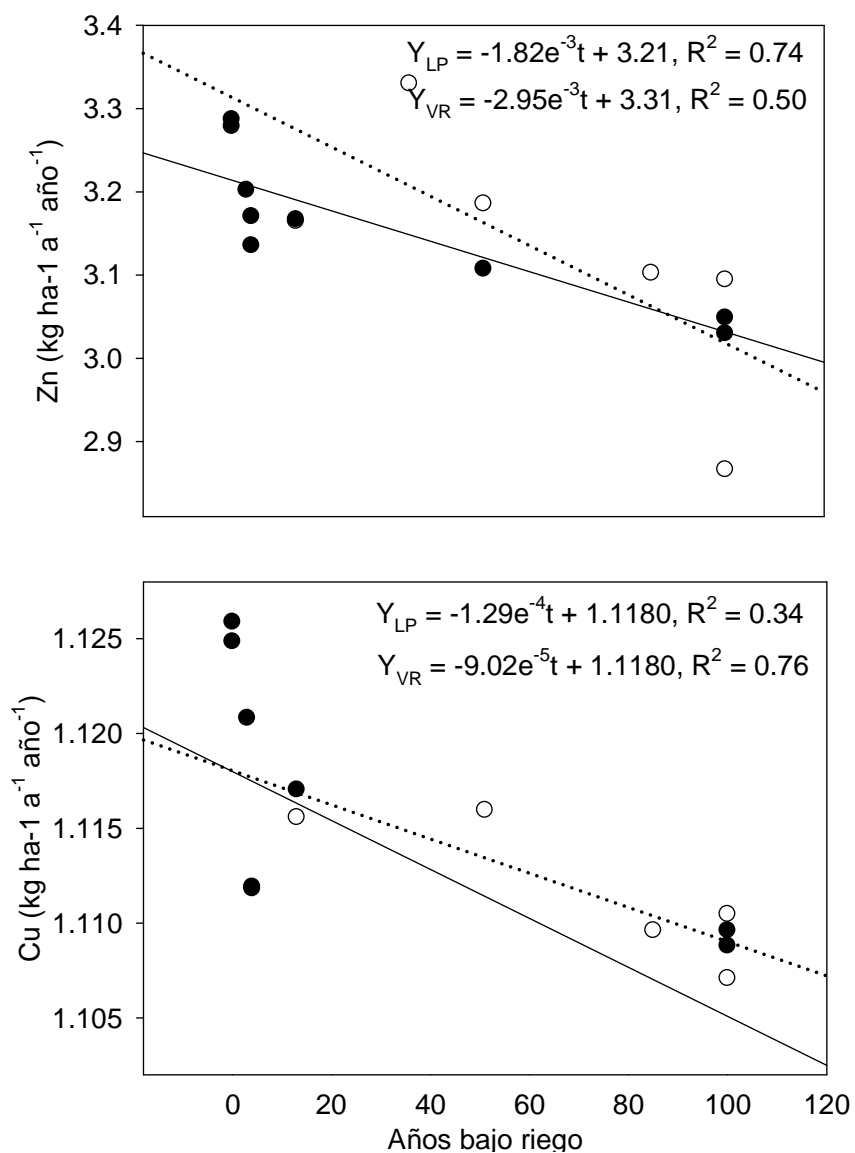 Y_LP = -1.82e^-3t + 3.21, R^2 = 0.74
Y_VR = -2.95e^-3t + 3.31, R^2 = 0.50
3.4
3.3
3.2
3.1
3.0
2.9
Zn (kg ha-1 a^-1 año^-1)
Y_LP = -1.29e^-4t + 1.1180, R^2 = 0.34
Y_VR = -9.02e^-5t + 1.1180, R^2 = 0.76
1.125
1.120
1.115
1.110
1.105
Cu (kg ha-1 a^-1 año^-1)
0 20 40 60 80 100 120
Años bajo riego